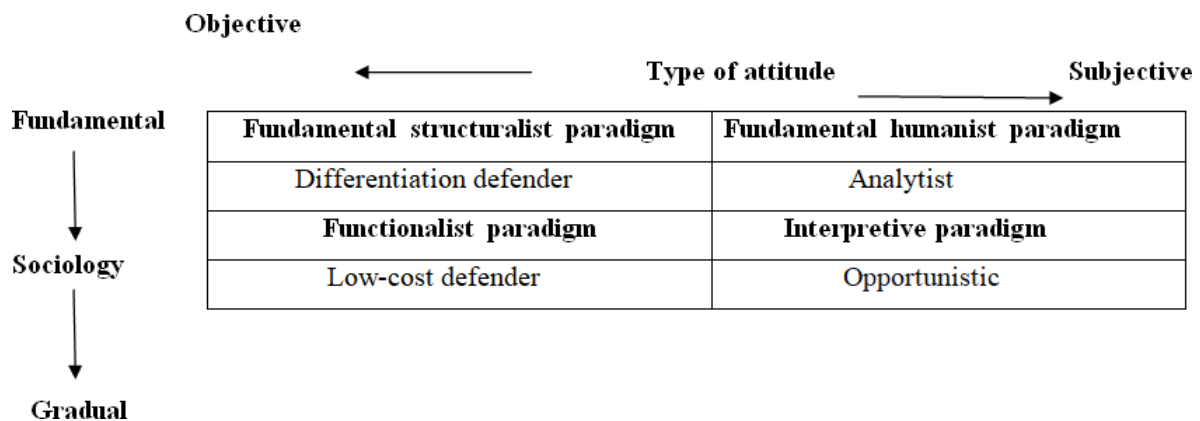 Objective
Type of attitude Subjective
Fundamental
Fundamental structuralist paradigm Fundamental humanist paradigm
Differentiation defender Analytist
Functionalist paradigm Interpretive paradigm
Sociology
Low-cost defender Opportunistic
Gradual